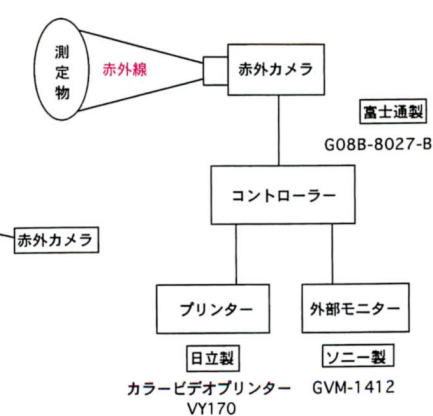 測
定
物
赤外線
赤外カメラ
富士通製
G08B-8027-B
コントローラー
赤外カメラ
プリンター
外部モニター
日立製
ソニー製
カラービデオプリンター
VY170
GVM-1412